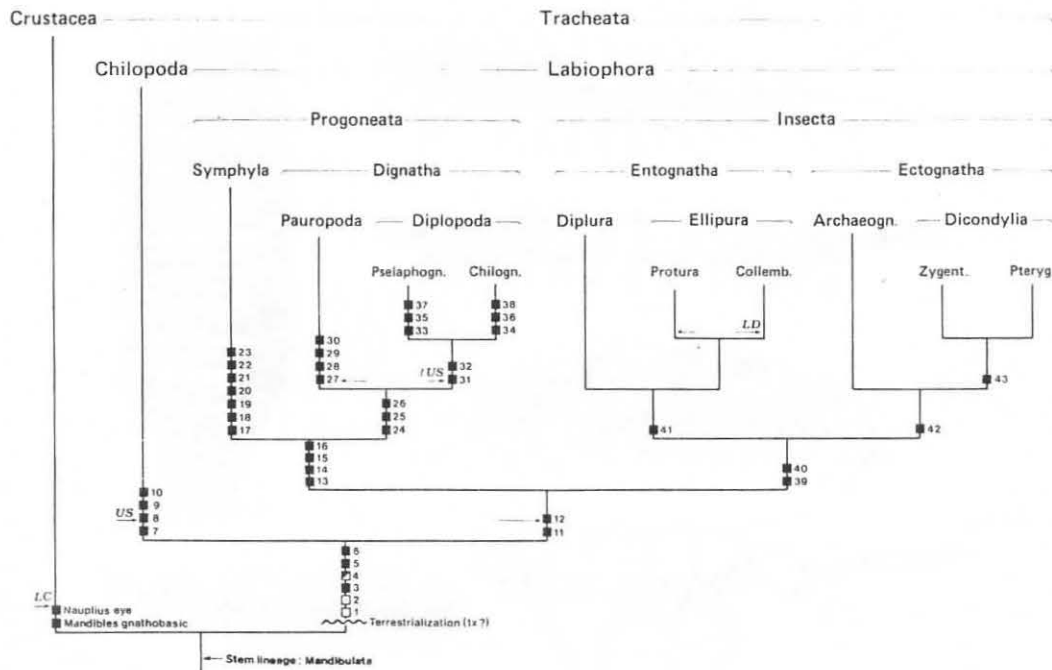 Crustacea Tracheata
Chilopoda Labiophora
Progoneata Insecta
Symphyla Dignatha Entognatha Ectognatha
Pauropoda Diplopoda Diplura Ellipura Archaeogn. Dicondylia
Pselaphogn. Chilogn. Protura Collemb. Zygent. Pteryg
37 38
35 36
33 34
LD
30
29
28 32
27 !US 31
43
23
22
21
20
19
18
17
26
25
24
41
42
16
15
14
13
40
39
10
9
US 8
7
12
11
6
5
4
3
2
1
LC
Nauplius eye
Mandibles gnathobasic
Terrestrialization (1x ?)
Stem lineage: Mandibulata